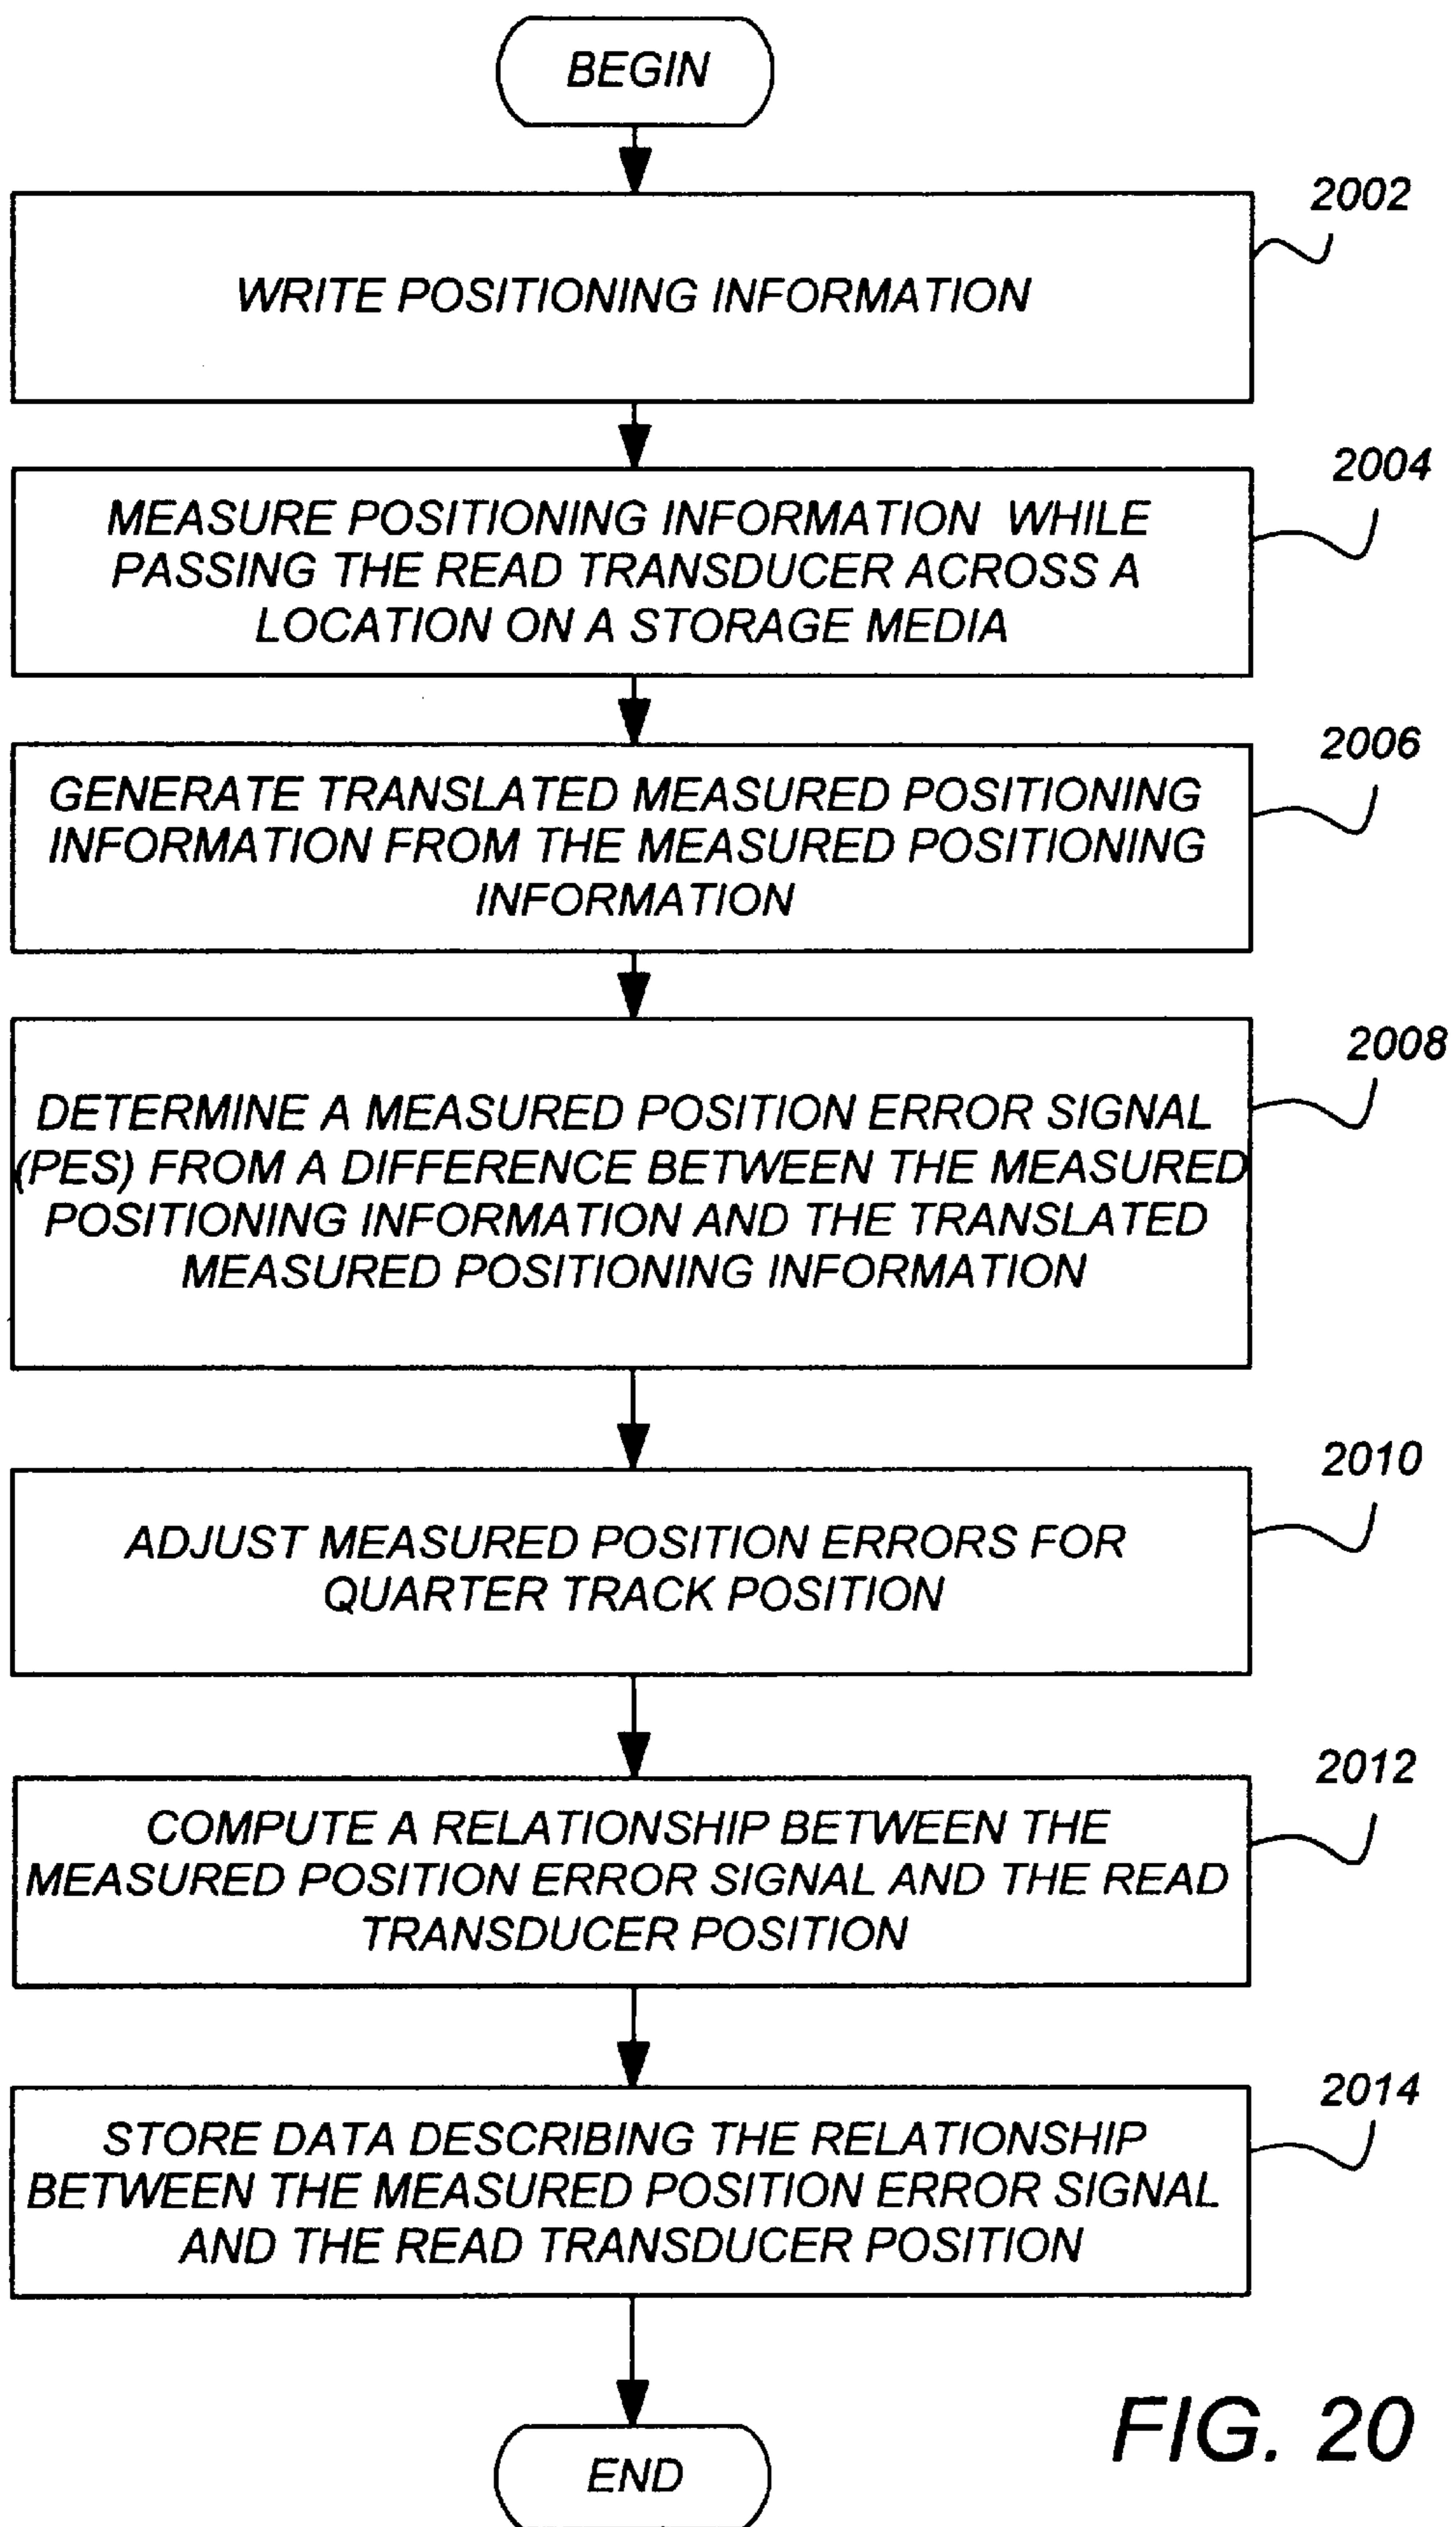 BEGIN
2002
WRITE POSITIONING INFORMATION
2004
MEASURE POSITIONING INFORMATION WHILE
PASSING THE READ TRANSDUCER ACROSS A
LOCATION ON A STORAGE MEDIA
2006
GENERATE TRANSLATED MEASURED POSITIONING
INFORMATION FROM THE MEASURED POSITIONING
INFORMATION
2008
DETERMINE A MEASURED POSITION ERROR SIGNAL
(PES) FROM A DIFFERENCE BETWEEN THE MEASURED
POSITIONING INFORMATION AND THE TRANSLATED
MEASURED POSITIONING INFORMATION
2010
ADJUST MEASURED POSITION ERRORS FOR
QUARTER TRACK POSITION
2012
COMPUTE A RELATIONSHIP BETWEEN THE
MEASURED POSITION ERROR SIGNAL AND THE READ
TRANSDUCER POSITION
2014
STORE DATA DESCRIBING THE RELATIONSHIP
BETWEEN THE MEASURED POSITION ERROR SIGNAL
AND THE READ TRANSDUCER POSITION
END
FIG. 20